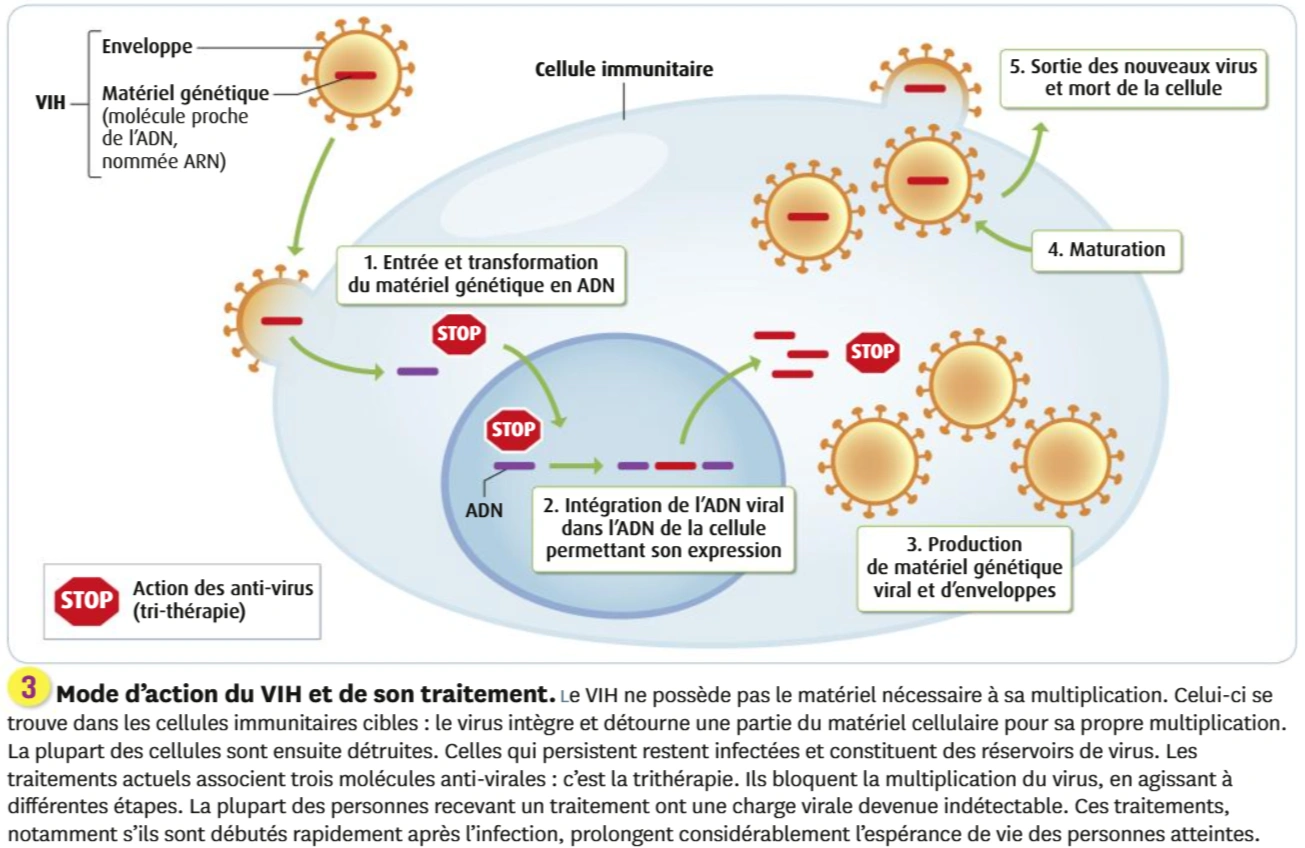 VIH
Enveloppe
Matériel génétique
(molécule proche
de l'ADN,
nommée ARN)
Cellule immunitaire
5. Sortie des nouveaux virus
et mort de la cellule
4. Maturation
1. Entrée et transformation
du matériel génétique en ADN
STOP
STOP
STOP
ADN
2. Intégration de l'ADN viral
dans l'ADN de la cellule
permettant son expression
3. Production
de matériel génétique
viral et d'enveloppes
STOP
Action des anti-virus
(tri-thérapie)
3 Mode d'action du VIH et de son traitement. Le VIH ne possède pas le matériel nécessaire à sa multiplication. Celui-ci se
trouve dans les cellules immunitaires cibles : le virus intègre et détourne une partie du matériel cellulaire pour sa propre multiplication.
La plupart des cellules sont ensuite détruites. Celles qui persistent restent infectées et constituent des réservoirs de virus. Les
traitements actuels associent trois molécules anti-virales : c'est la trithérapie. Ils bloquent la multiplication du virus, en agissant à
différentes étapes. La plupart des personnes recevant un traitement ont une charge virale devenue indétectable. Ces traitements,
notamment s'ils sont débutés rapidement après l'infection, prolongent considérablement l'espérance de vie des personnes atteintes.